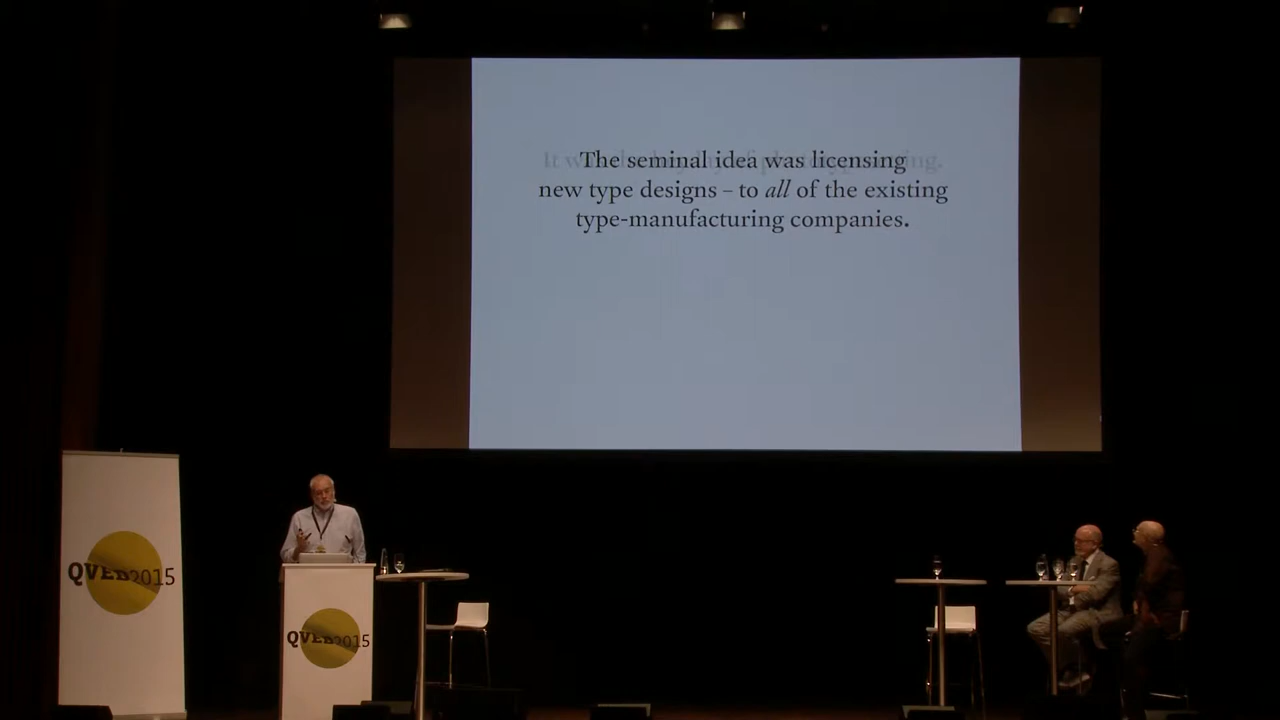 The seminal idea was licensing
new type designs – to all of the existing
type-manufacturing companies.
QVED2015
QVED2015